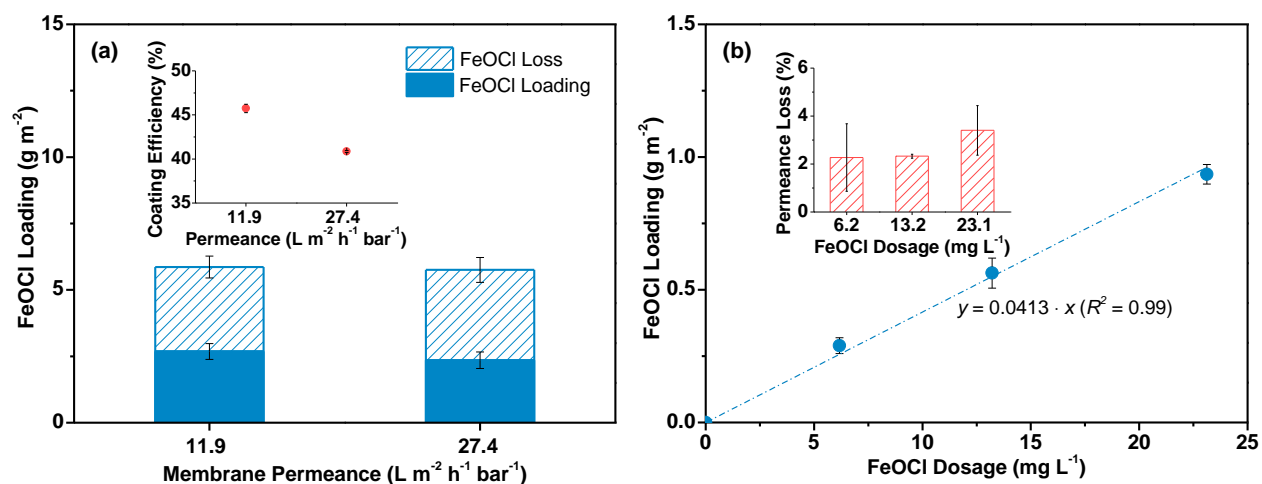 (a)
FeOCl Loss
FeOCl Loading
FeOCl Loading (g m⁻²)
15
10
5
0
11.9
27.4
Membrane Permeance (L m⁻² h⁻¹ bar⁻¹)
Coating Efficiency (%)
50
45
40
35
11.9
27.4
Permeance (L m⁻² h⁻¹ bar⁻¹)
(b)
FeOCl Loading (g m⁻²)
1.5
1.0
0.5
0.0
0
5
10
15
20
25
FeOCl Dosage (mg L⁻¹)
y = 0.0413 · x (R² = 0.99)
Permeance Loss (%)
6
4
2
0
6.2
13.2
23.1
FeOCl Dosage (mg L⁻¹)